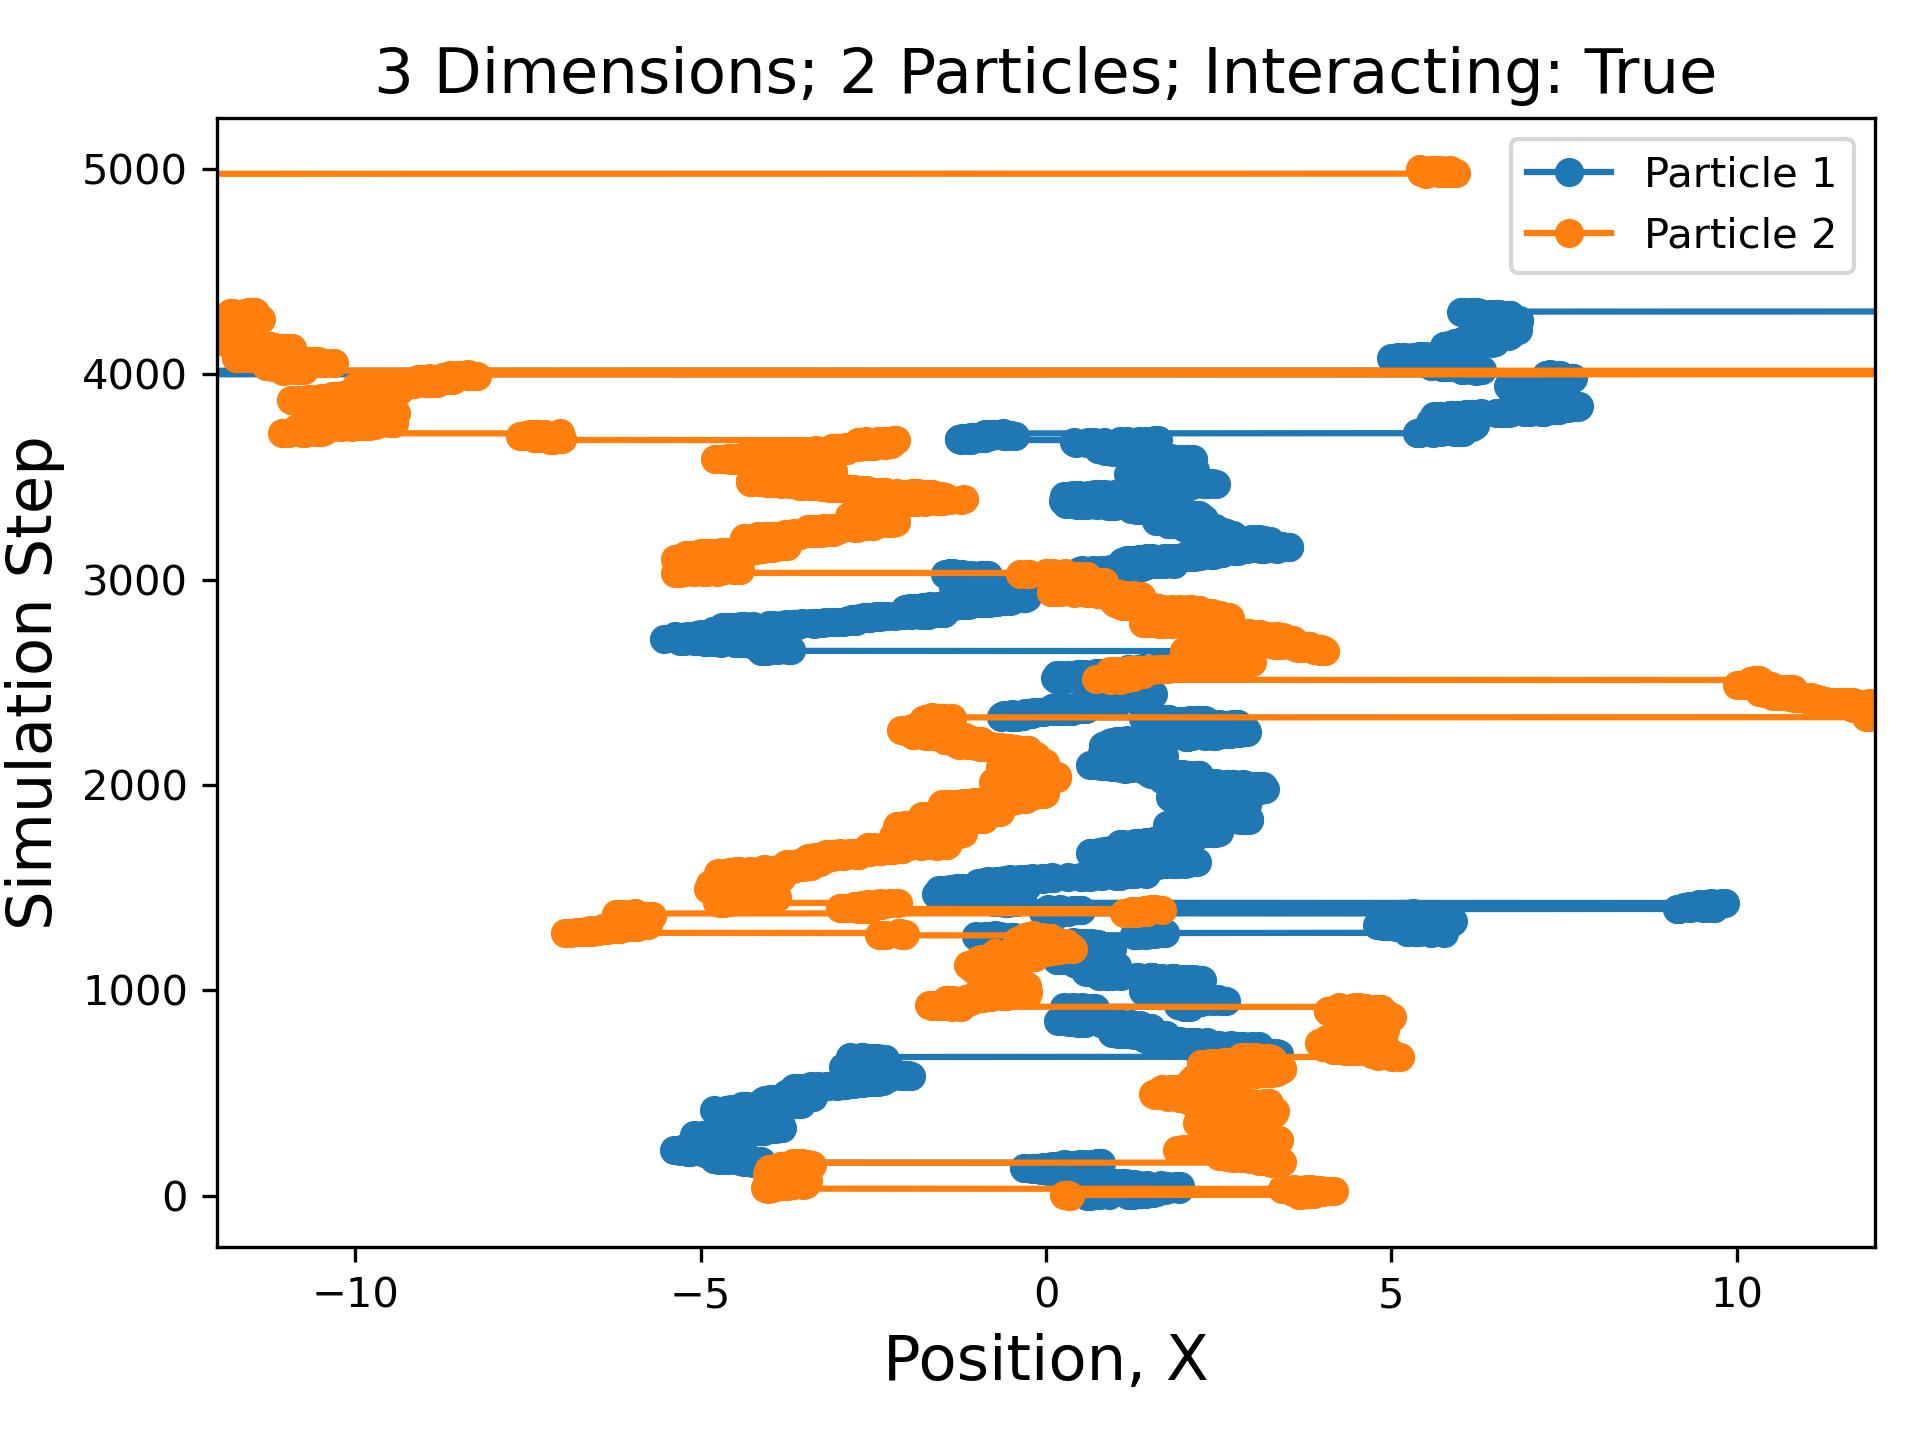 3 Dimensions; 2 Particles; Interacting: True
Particle 1
Particle 2
5000
4000
3000
2000
1000
0
Simulation Step
−10
−5
0
5
10
Position, X